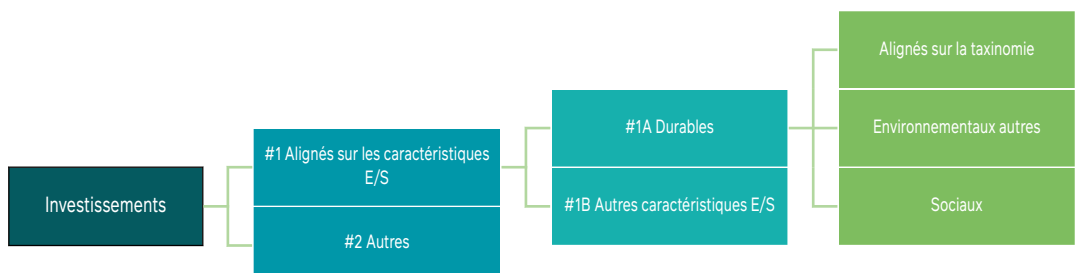 Investissements
#1 Alignés sur les caractéristiques
E/S
#2 Autres
#1A Durables
#1B Autres caractéristiques E/S
Alignés sur la taxinomie
Environnementaux autres
Sociaux